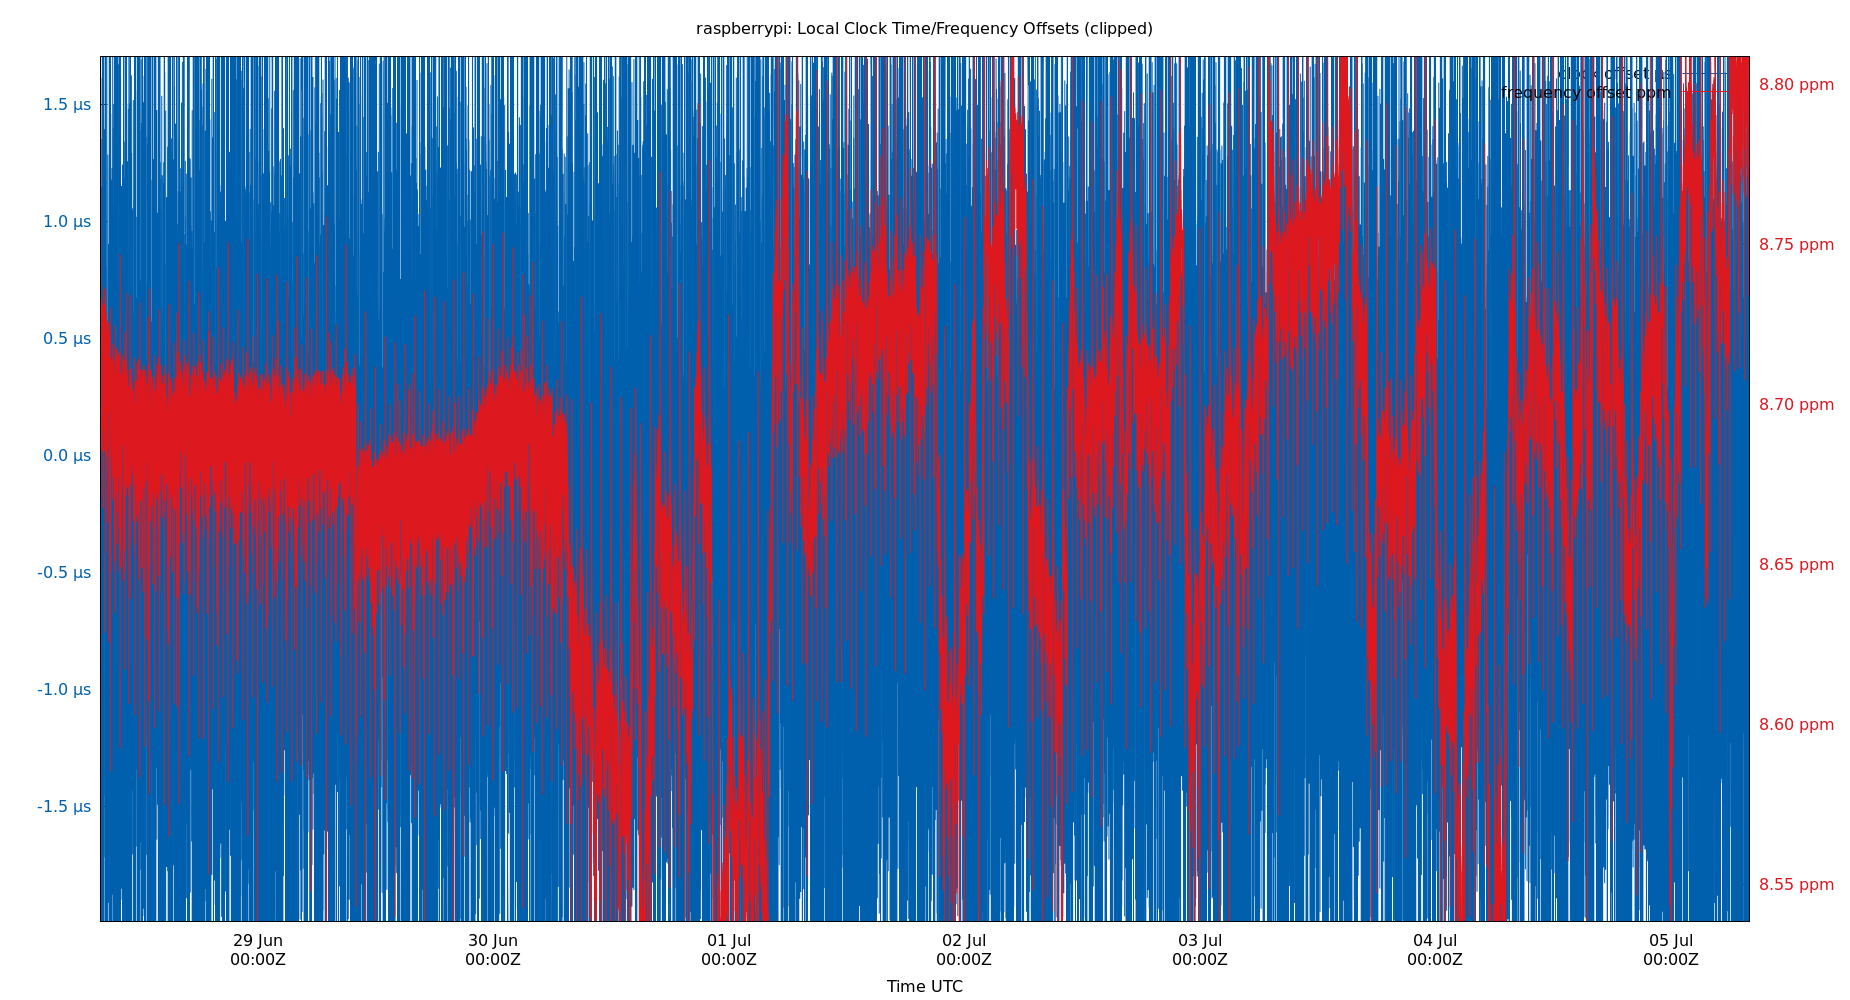 raspberrypi: Local Clock Time/Frequency Offsets (clipped)
clock offset µs
frequency offset ppm
1.5 µs
1.0 µs
0.5 µs
0.0 µs
-0.5 µs
-1.0 µs
-1.5 µs
8.80 ppm
8.75 ppm
8.70 ppm
8.65 ppm
8.60 ppm
8.55 ppm
29 Jun 30 Jun 01 Jul 02 Jul 03 Jul 04 Jul 05 Jul
00:00Z 00:00Z 00:00Z 00:00Z 00:00Z 00:00Z 00:00Z
Time UTC